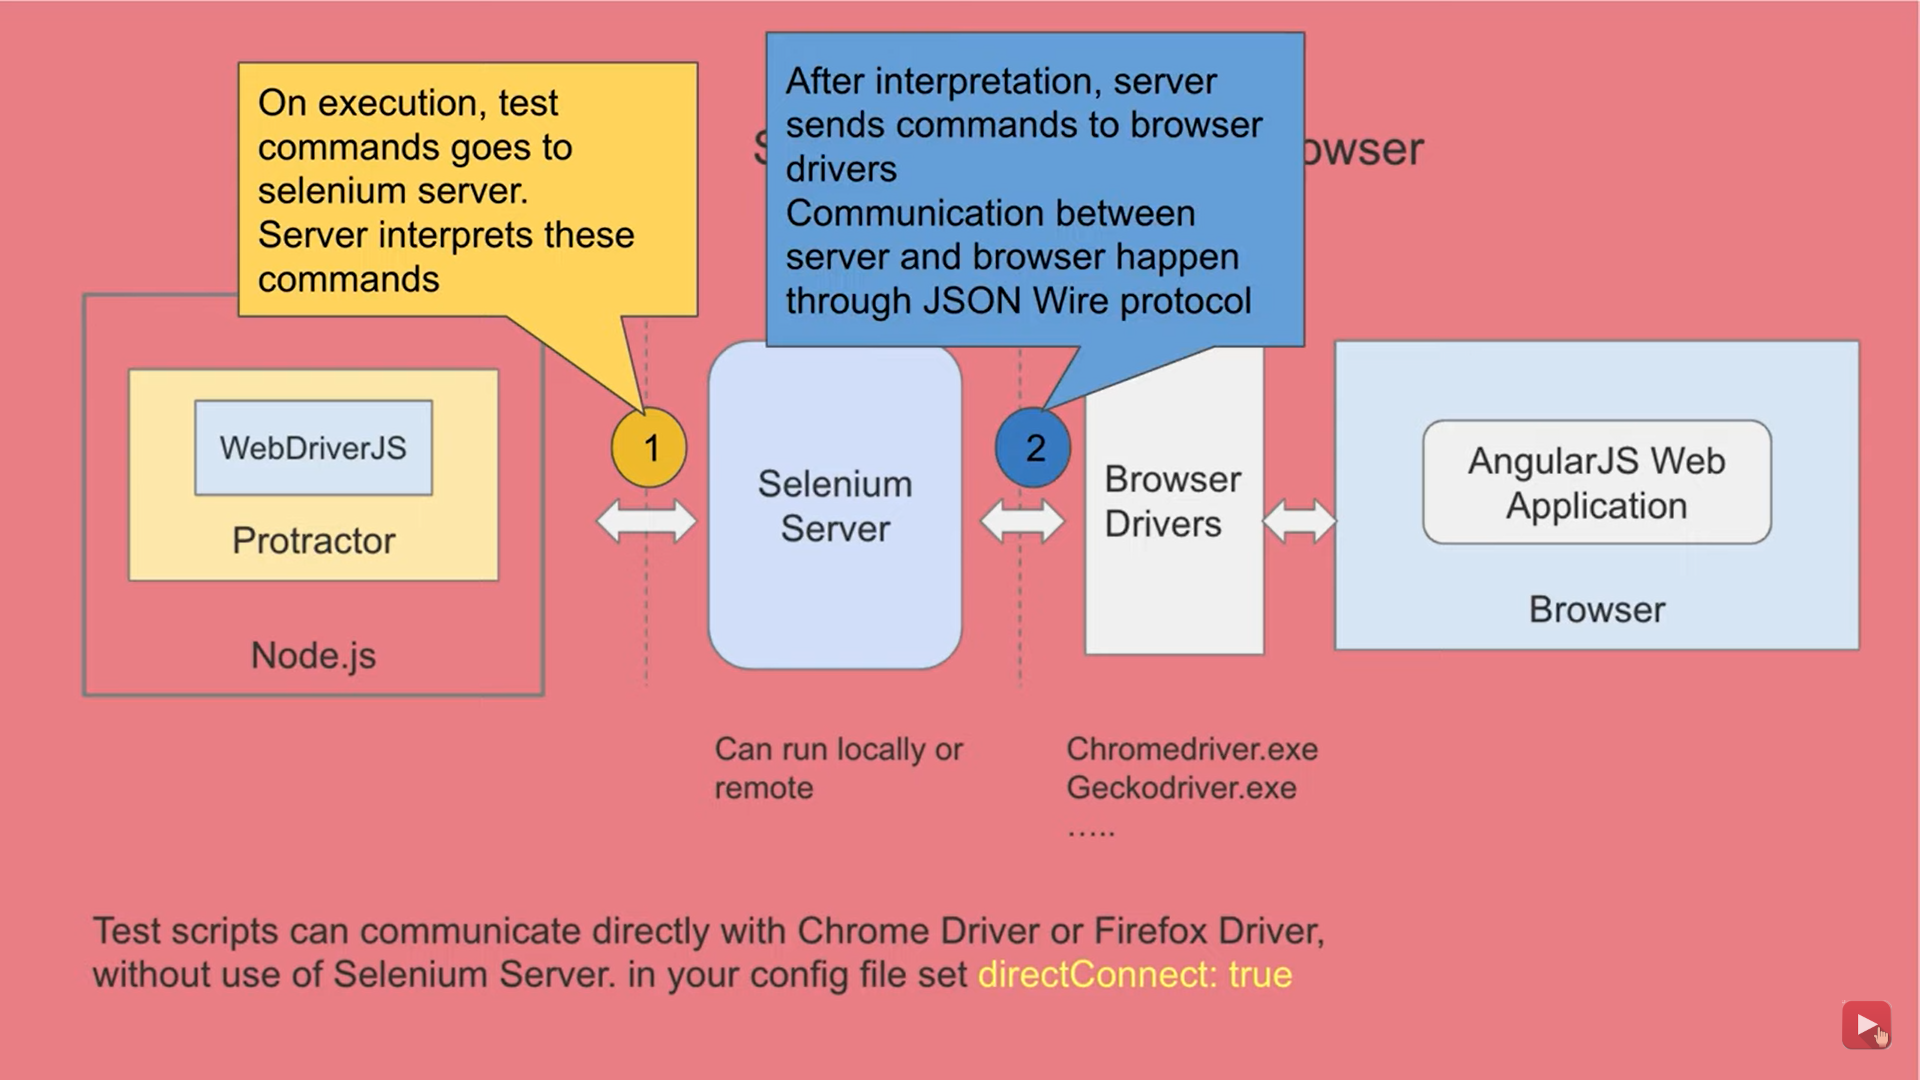 On execution, test
commands goes to
selenium server.
Server interprets these
commands
After interpretation, server
sends commands to browser
drivers
Communication between
server and browser happen
through JSON Wire protocol
1
2
WebDriverJS
Protractor
Node.js
Selenium
Server
Browser
Drivers
AngularJS Web
Application
Browser
Can run locally or
remote
Chromedriver.exe
Geckodriver.exe
.....
Test scripts can communicate directly with Chrome Driver or Firefox Driver,
without use of Selenium Server. in your config file set directConnect: true